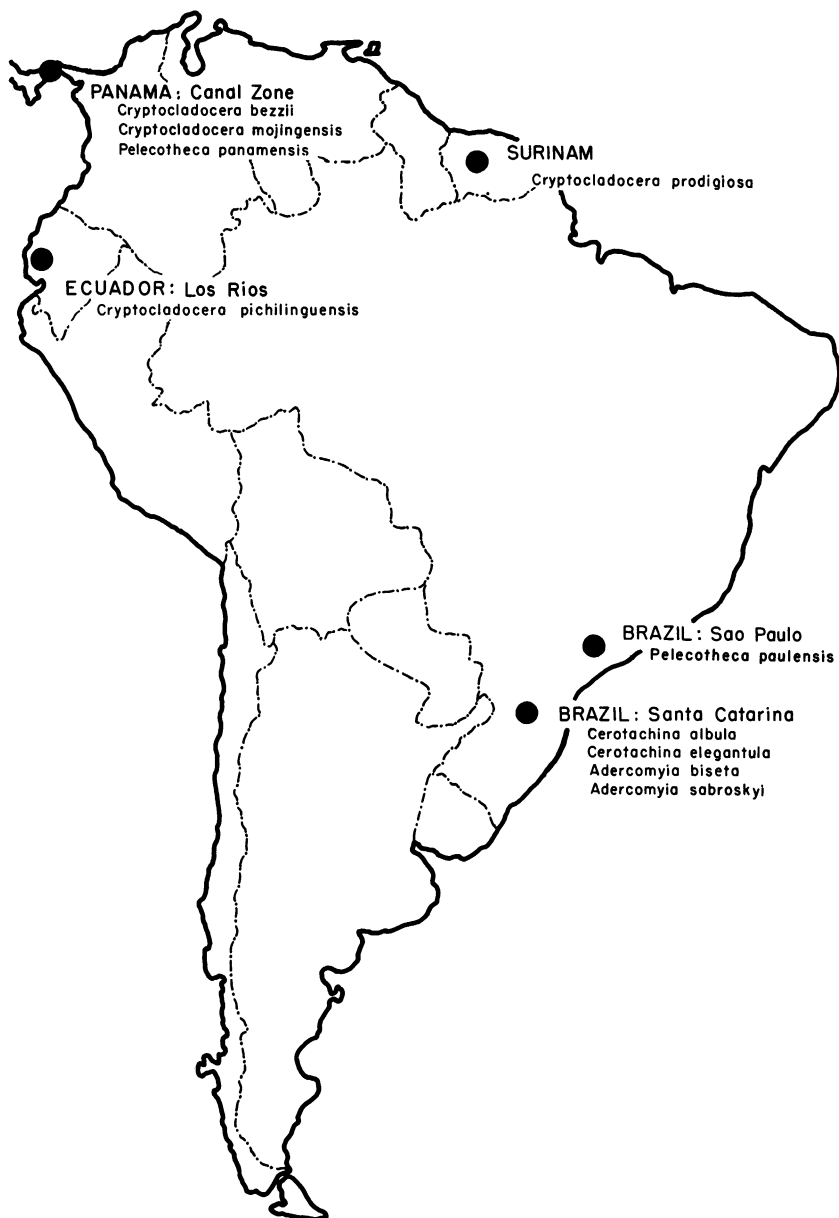 PANAMA: Canal Zone
Cryptocladocera bezzii
Cryptocladocera mojingensis
Pelecotheca panamensis
SURINAM
Cryptocladocera prodigiosa
ECUADOR: Los Rios
Cryptocladocera pichilinguensis
BRAZIL: Sao Paulo
Pelecotheca paulensis
BRAZIL: Santa Catarina
Cerotachina albula
Cerotachina elegantula
Adercomyia biseta
Adercomyia sabroskyi